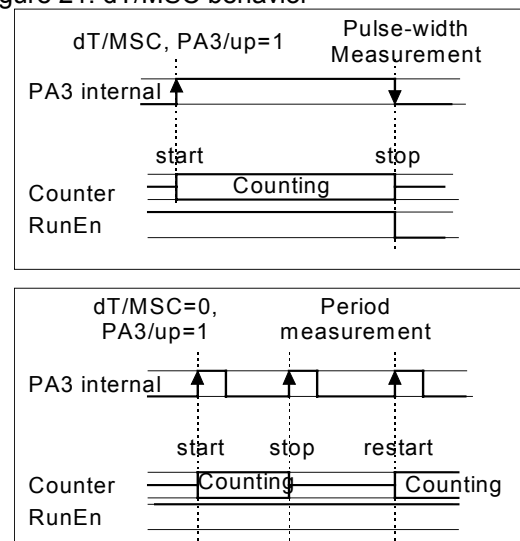 dT/MSC behavior
dT/MSC, PA3/up=1
Pulse-width
Measurement
PA3 internal
start
stop
Counter
Counting
RunEn
dT/MSC=0,
PA3/up=1
Period
measurement
PA3 internal
start
stop
restart
Counter
Counting
Counting
RunEn